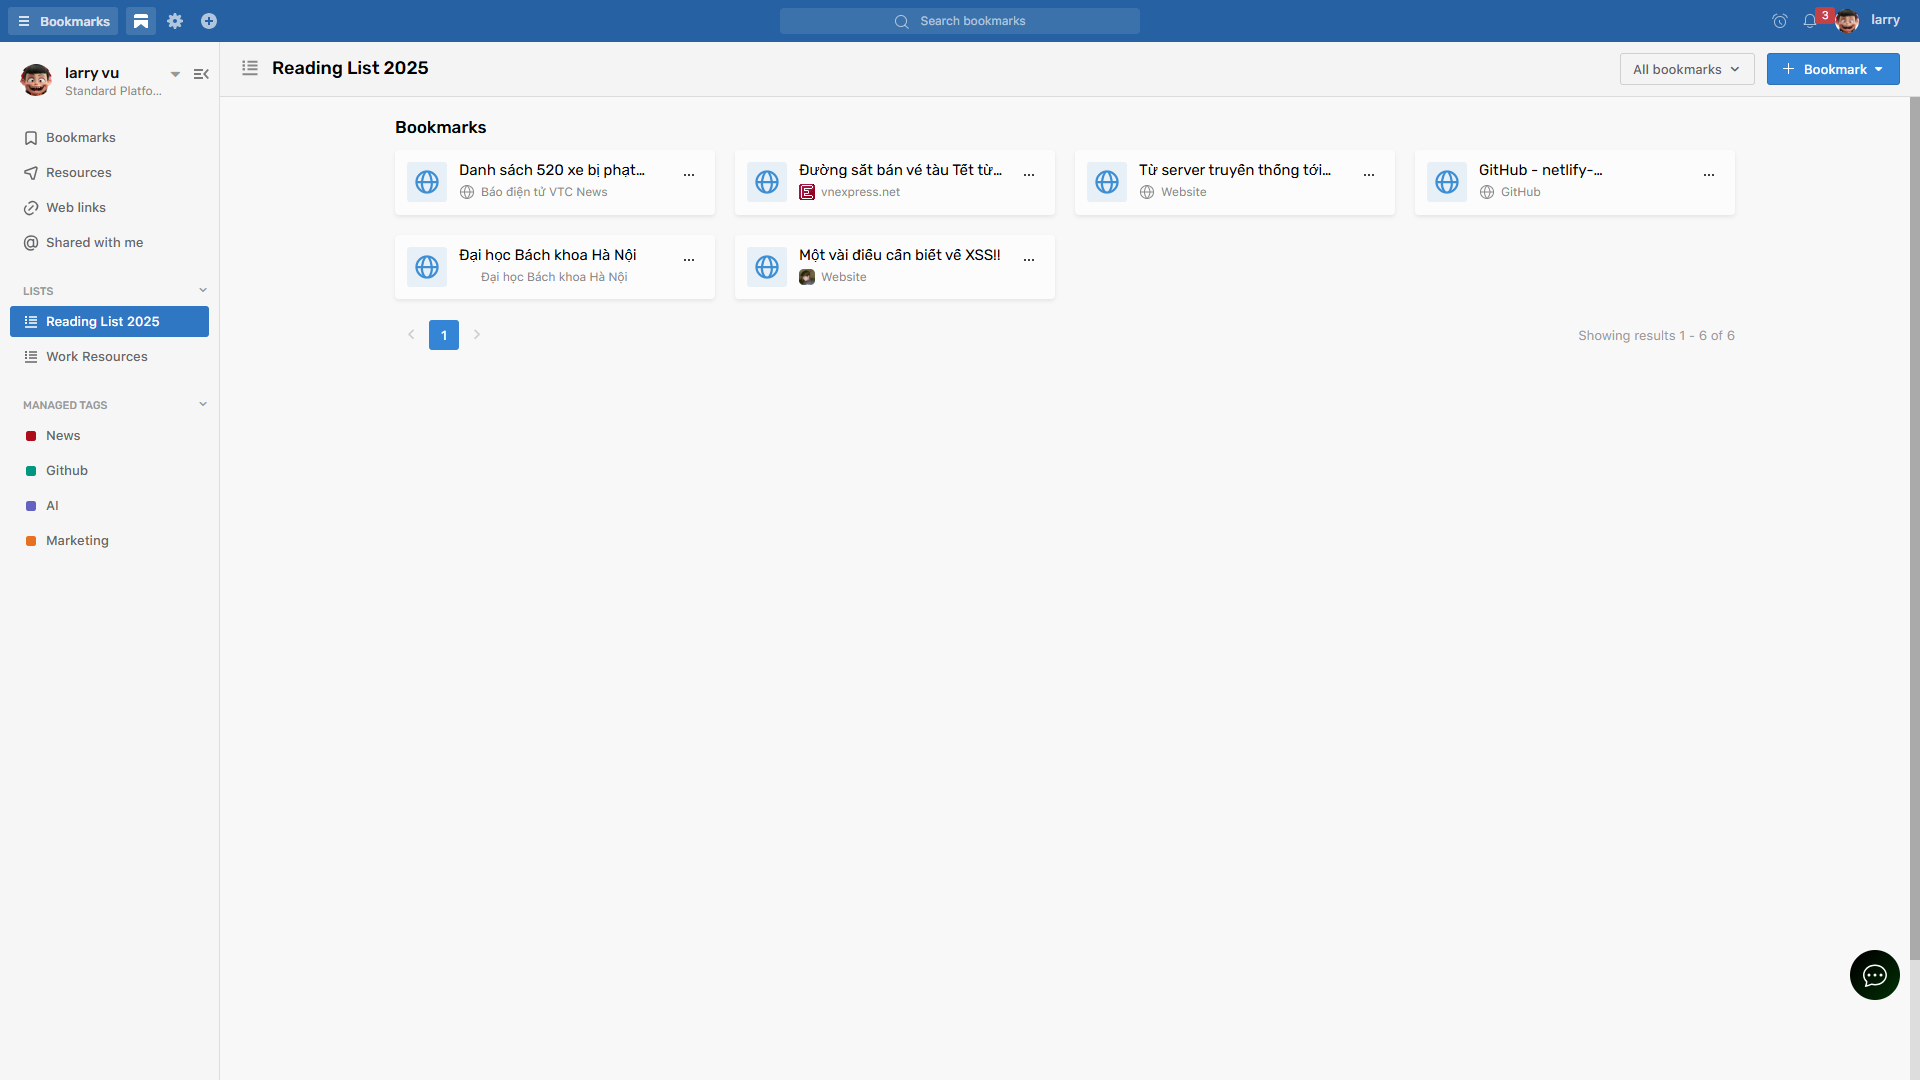 Bookmarks
Search bookmarks
3
larry
larry vu
Standard Platfo...
Reading List 2025
All bookmarks
Bookmark
Bookmarks
Resources
Web links
Shared with me
LISTS
Reading List 2025
Work Resources
MANAGED TAGS
News
Github
AI
Marketing
Bookmarks
Danh sách 520 xe bị phạt...
Báo điện tử VTC News
Đường sắt bán vé tàu Tết từ...
vnexpress.net
Từ server truyền thống tới...
Website
GitHub - netlify-...
GitHub
Đại học Bách khoa Hà Nội
Đại học Bách khoa Hà Nội
Một vài điều cần biết về XSS!!
Website
1
Showing results 1 - 6 of 6